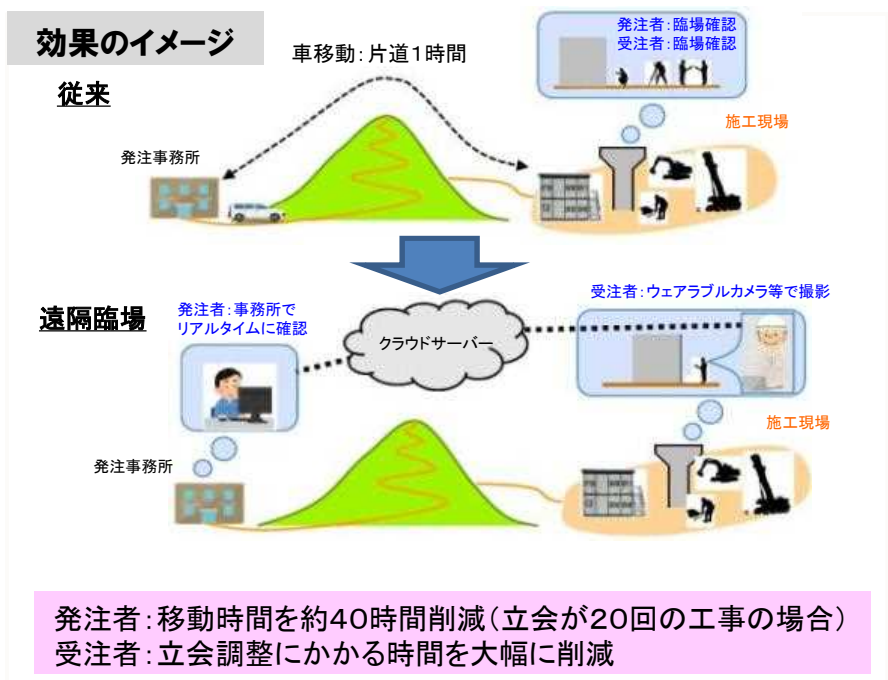 効果のイメージ
従来
車移動：片道１時間
発注者：臨場確認
受注者：臨場確認
施工現場
発注事務所
遠隔臨場
発注者：事務所で
リアルタイムに確認
クラウドサーバー
受注者：ウェアラブルカメラ等で撮影
施工現場
発注事務所
発注者：移動時間を約４０時間削減（立会が２０回の工事の場合）
受注者：立会調整にかかる時間を大幅に削減